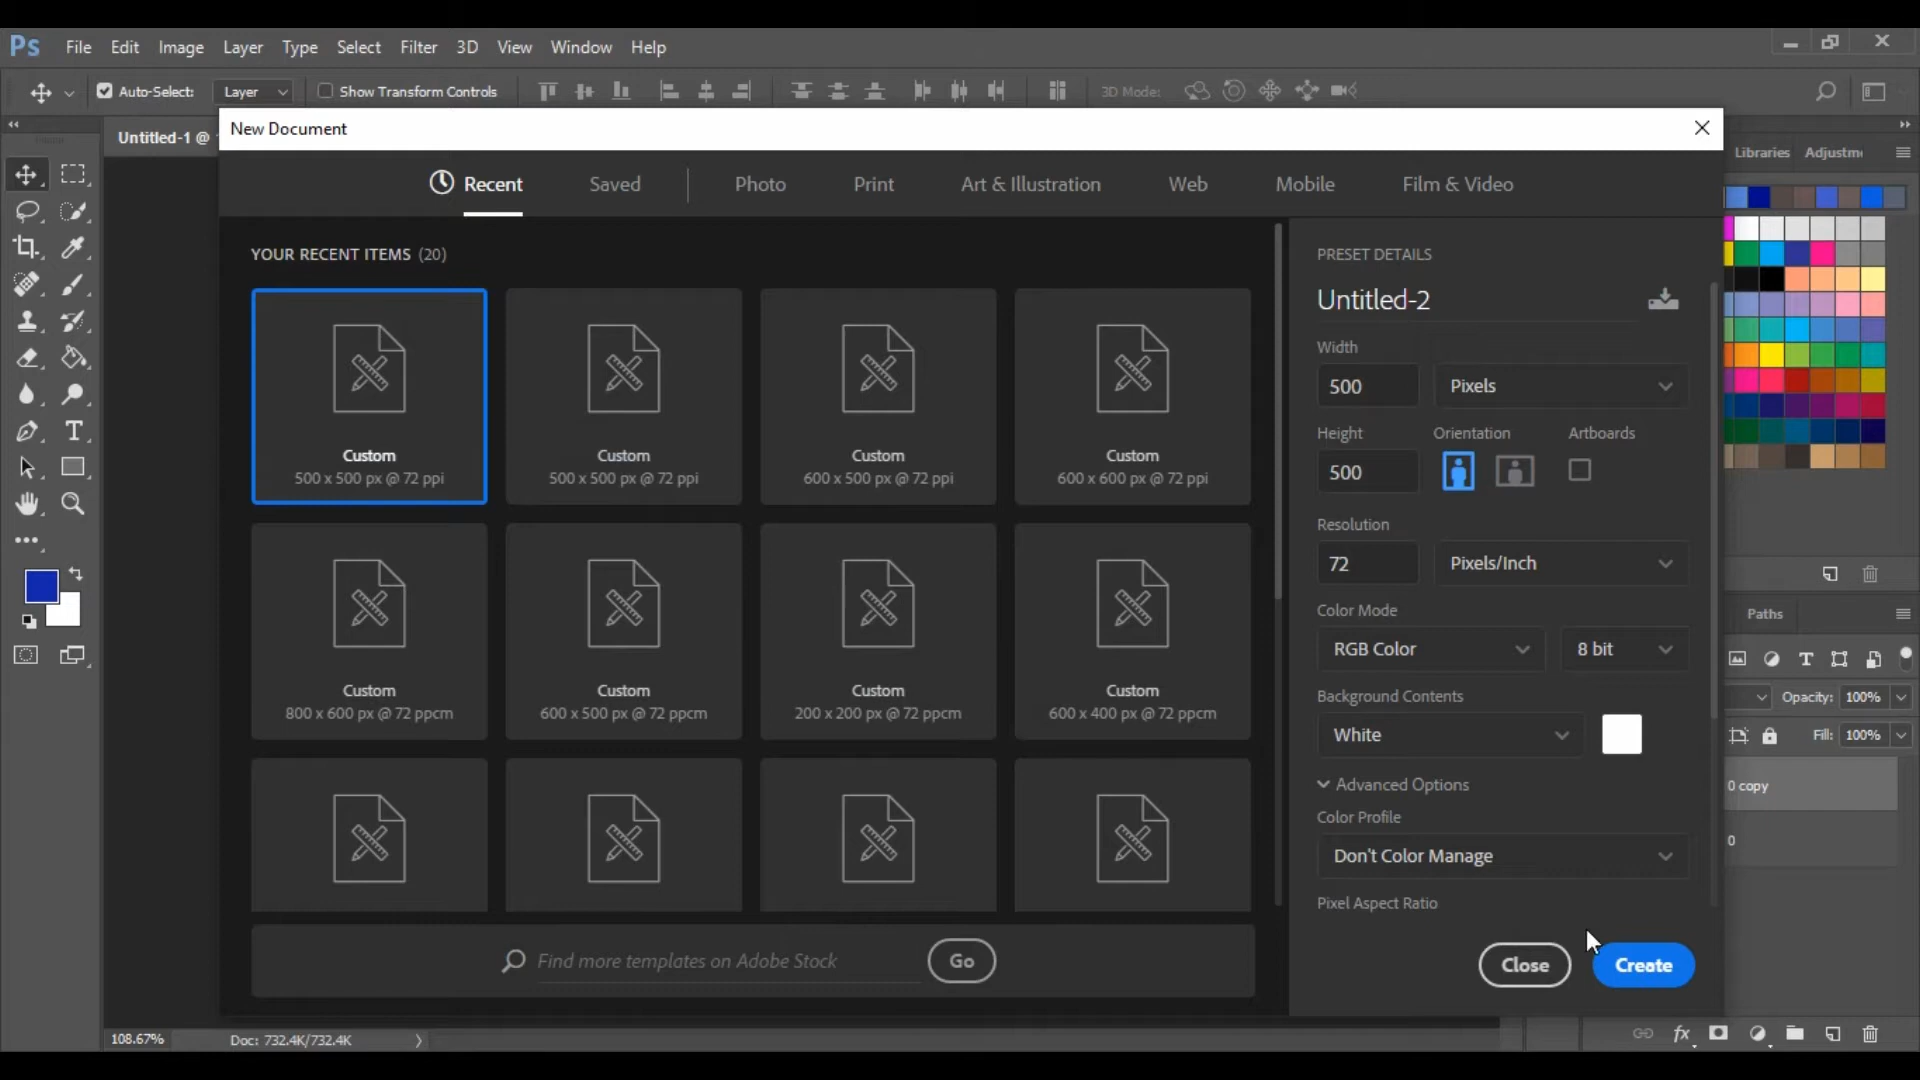 Ps File Edit Image Layer Type Select Filter 3D View Window Help
Auto-Select: Layer Show Transform Controls 3D Mode:
Untitled-1 @
New Document
Libraries Adjustm
Recent Saved Photo Print Art & Illustration Web Mobile Film & Video
YOUR RECENT ITEMS (20)
Custom
500 x 500 px @ 72 ppi
Custom
500 x 500 px @ 72 ppi
Custom
600 x 500 px @ 72 ppi
Custom
600 x 600 px @ 72 ppi
Custom
800 x 600 px @ 72 ppcm
Custom
600 x 500 px @ 72 ppcm
Custom
200 x 200 px @ 72 ppcm
Custom
600 x 400 px @ 72 ppcm
Find more templates on Adobe Stock Go
PRESET DETAILS
Untitled-2
Width
500 Pixels
Height Orientation Artboards
500
Resolution
72 Pixels/Inch
Color Mode
RGB Color 8 bit
Background Contents
White
Advanced Options
Color Profile
Don't Color Manage
Pixel Aspect Ratio
Close Create
Paths
Opacity: 100%
Fill: 100%
0 copy
0
fx
108.67% Doc: 732.4K/732.4K